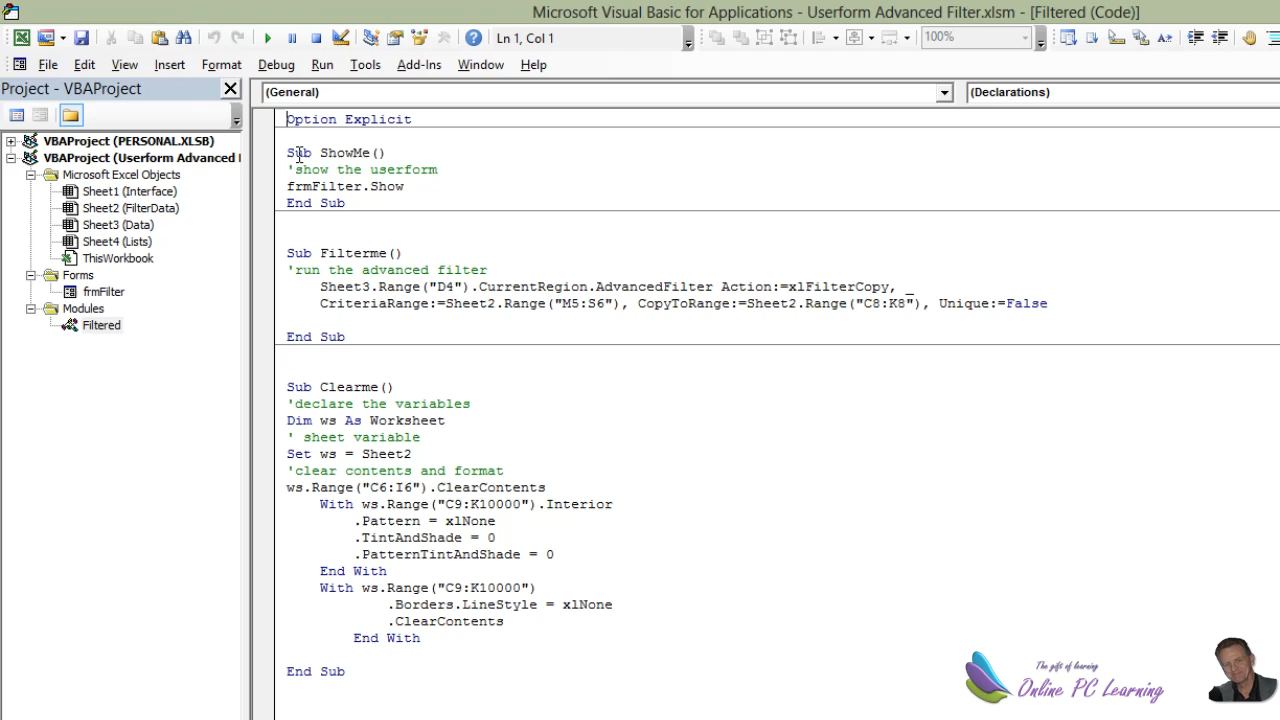 Microsoft Visual Basic for Applications - Userform Advanced Filter.xlsm - [Filtered (Code)]
Ln 1, Col 1
100%
File Edit View Insert Format Debug Run Tools Add-Ins Window Help
Project - VBAProject
(General)
(Declarations)
VBAProject (PERSONAL.XLSB)
VBAProject (Userform Advanced
Microsoft Excel Objects
Sheet1 (Interface)
Sheet2 (FilterData)
Sheet3 (Data)
Sheet4 (Lists)
ThisWorkbook
Forms
frmFilter
Modules
Filtered
Option Explicit
Sub ShowMe()
'show the userform
frmFilter.Show
End Sub
Sub Filterme()
'run the advanced filter
Sheet3.Range("D4").CurrentRegion.AdvancedFilter Action:=xlFilterCopy, _
CriteriaRange:=Sheet2.Range("M5:S6"), CopyToRange:=Sheet2.Range("C8:K8"), Unique:=False
End Sub
Sub Clearme()
'declare the variables
Dim ws As Worksheet
' sheet variable
Set ws = Sheet2
'clear contents and format
ws.Range("C6:I6").ClearContents
With ws.Range("C9:K10000").Interior
.Pattern = xlNone
.TintAndShade = 0
.PatternTintAndShade = 0
End With
With ws.Range("C9:K10000")
.Borders.LineStyle = xlNone
.ClearContents
End With
End Sub
The gift of learning
Online PC Learning